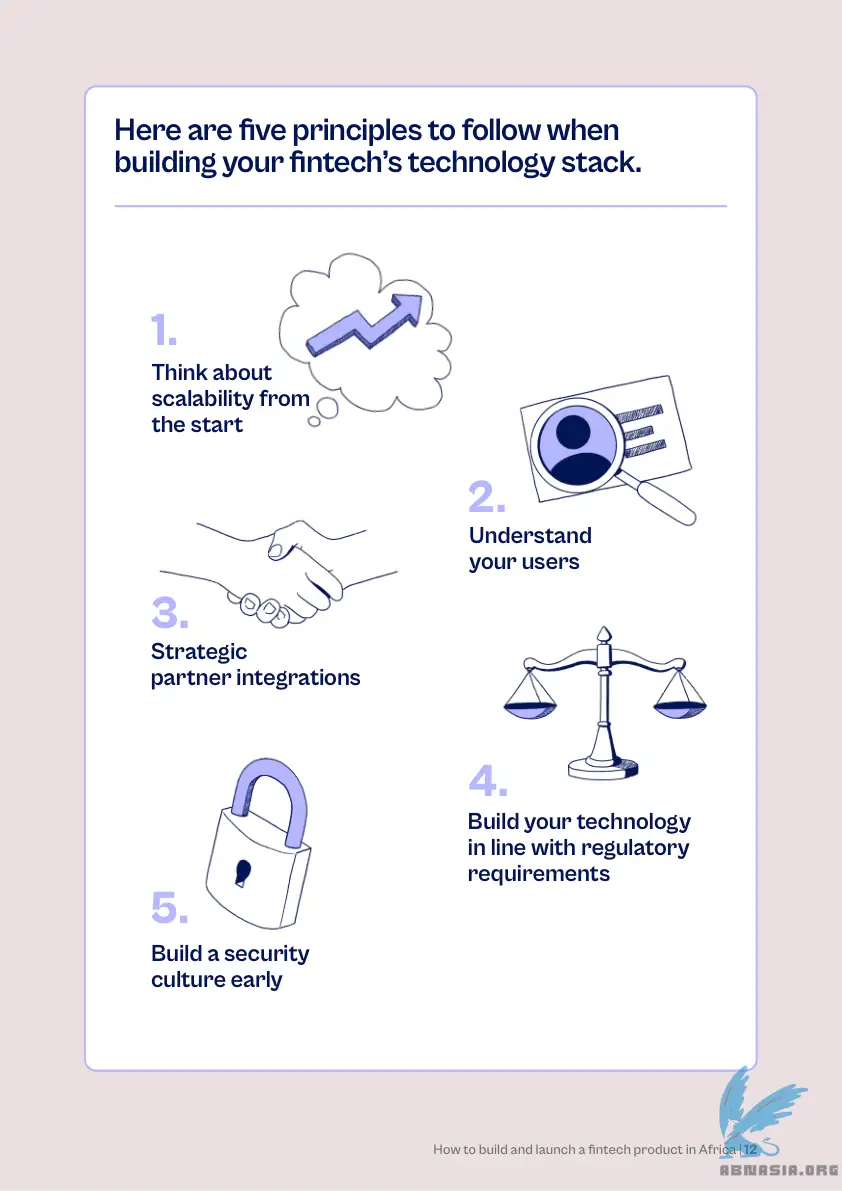 Here are five principles to follow when
building your fintech’s technology stack.
1.
Think about
scalability from
the start
2.
Understand
your users
3.
Strategic
partner integrations
4.
Build your technology
in line with regulatory
requirements
5.
Build a security
culture early
How to build and launch a fintech product in Africa | 12
ABNASIA.ORG